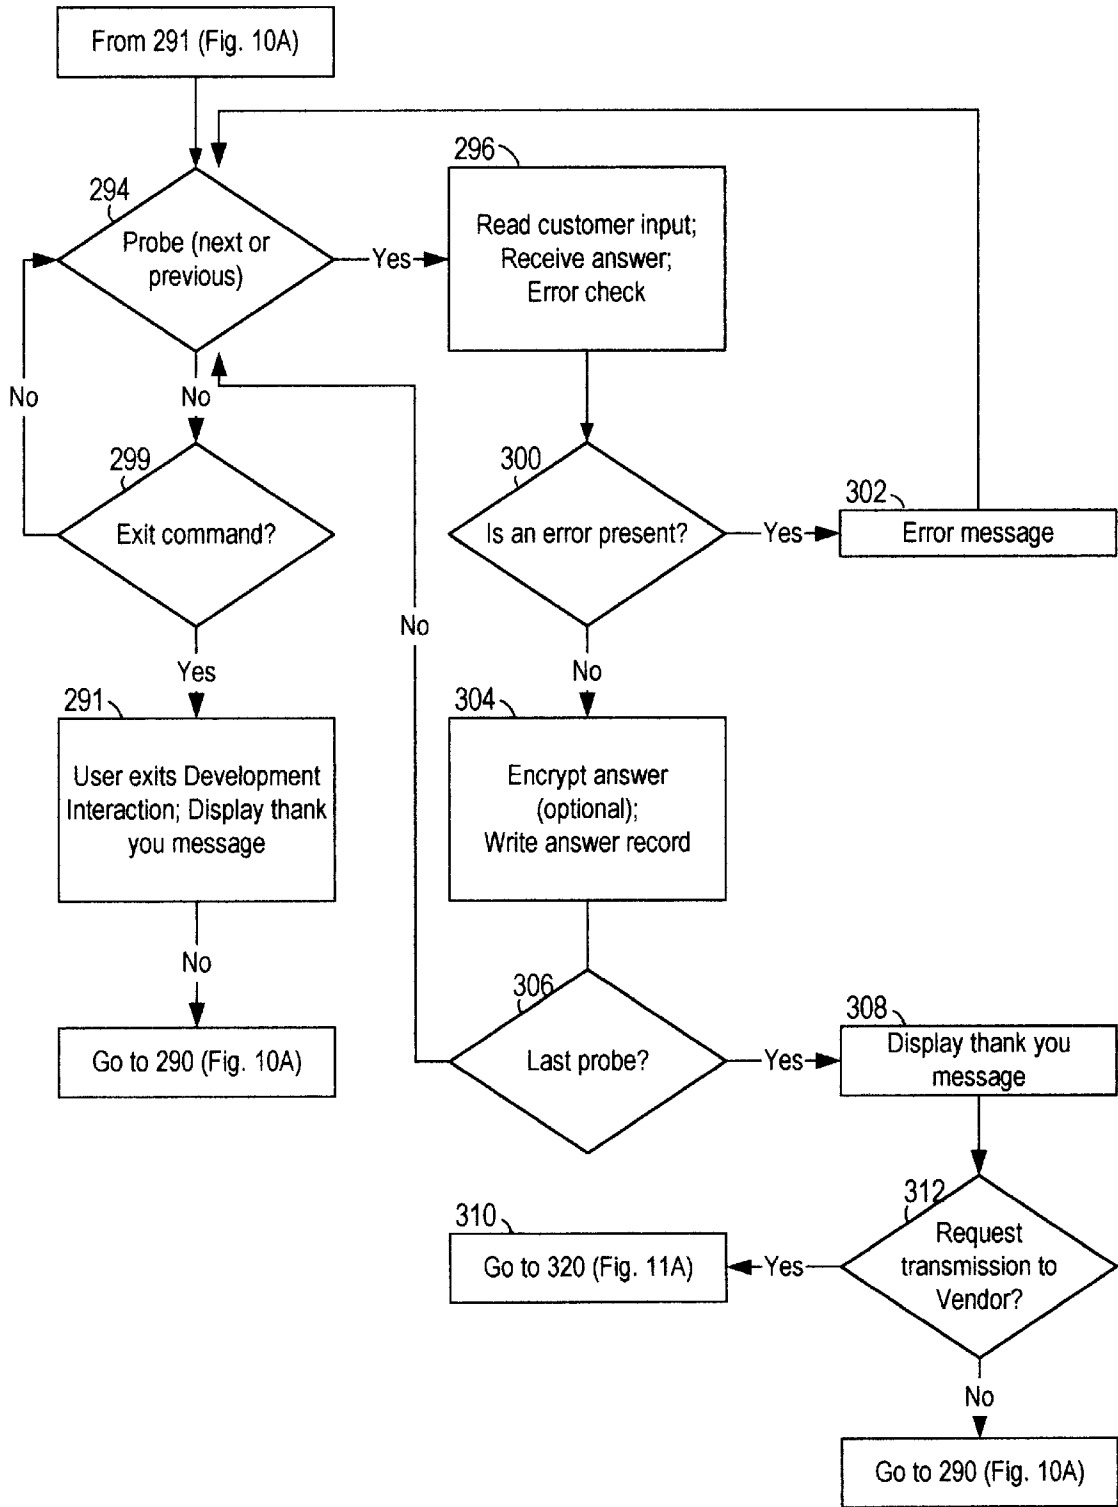 From 291 (Fig. 10A)
294
Probe (next or
previous)
Yes
296
Read customer input;
Receive answer;
Error check
No
No
299
Exit command?
300
Is an error present?
Yes
302
Error message
No
Yes
No
291
User exits Development
Interaction; Display thank
you message
304
Encrypt answer
(optional);
Write answer record
No
Go to 290 (Fig. 10A)
306
Last probe?
Yes
308
Display thank you
message
310
Go to 320 (Fig. 11A)
Yes
312
Request
transmission to
Vendor?
No
Go to 290 (Fig. 10A)